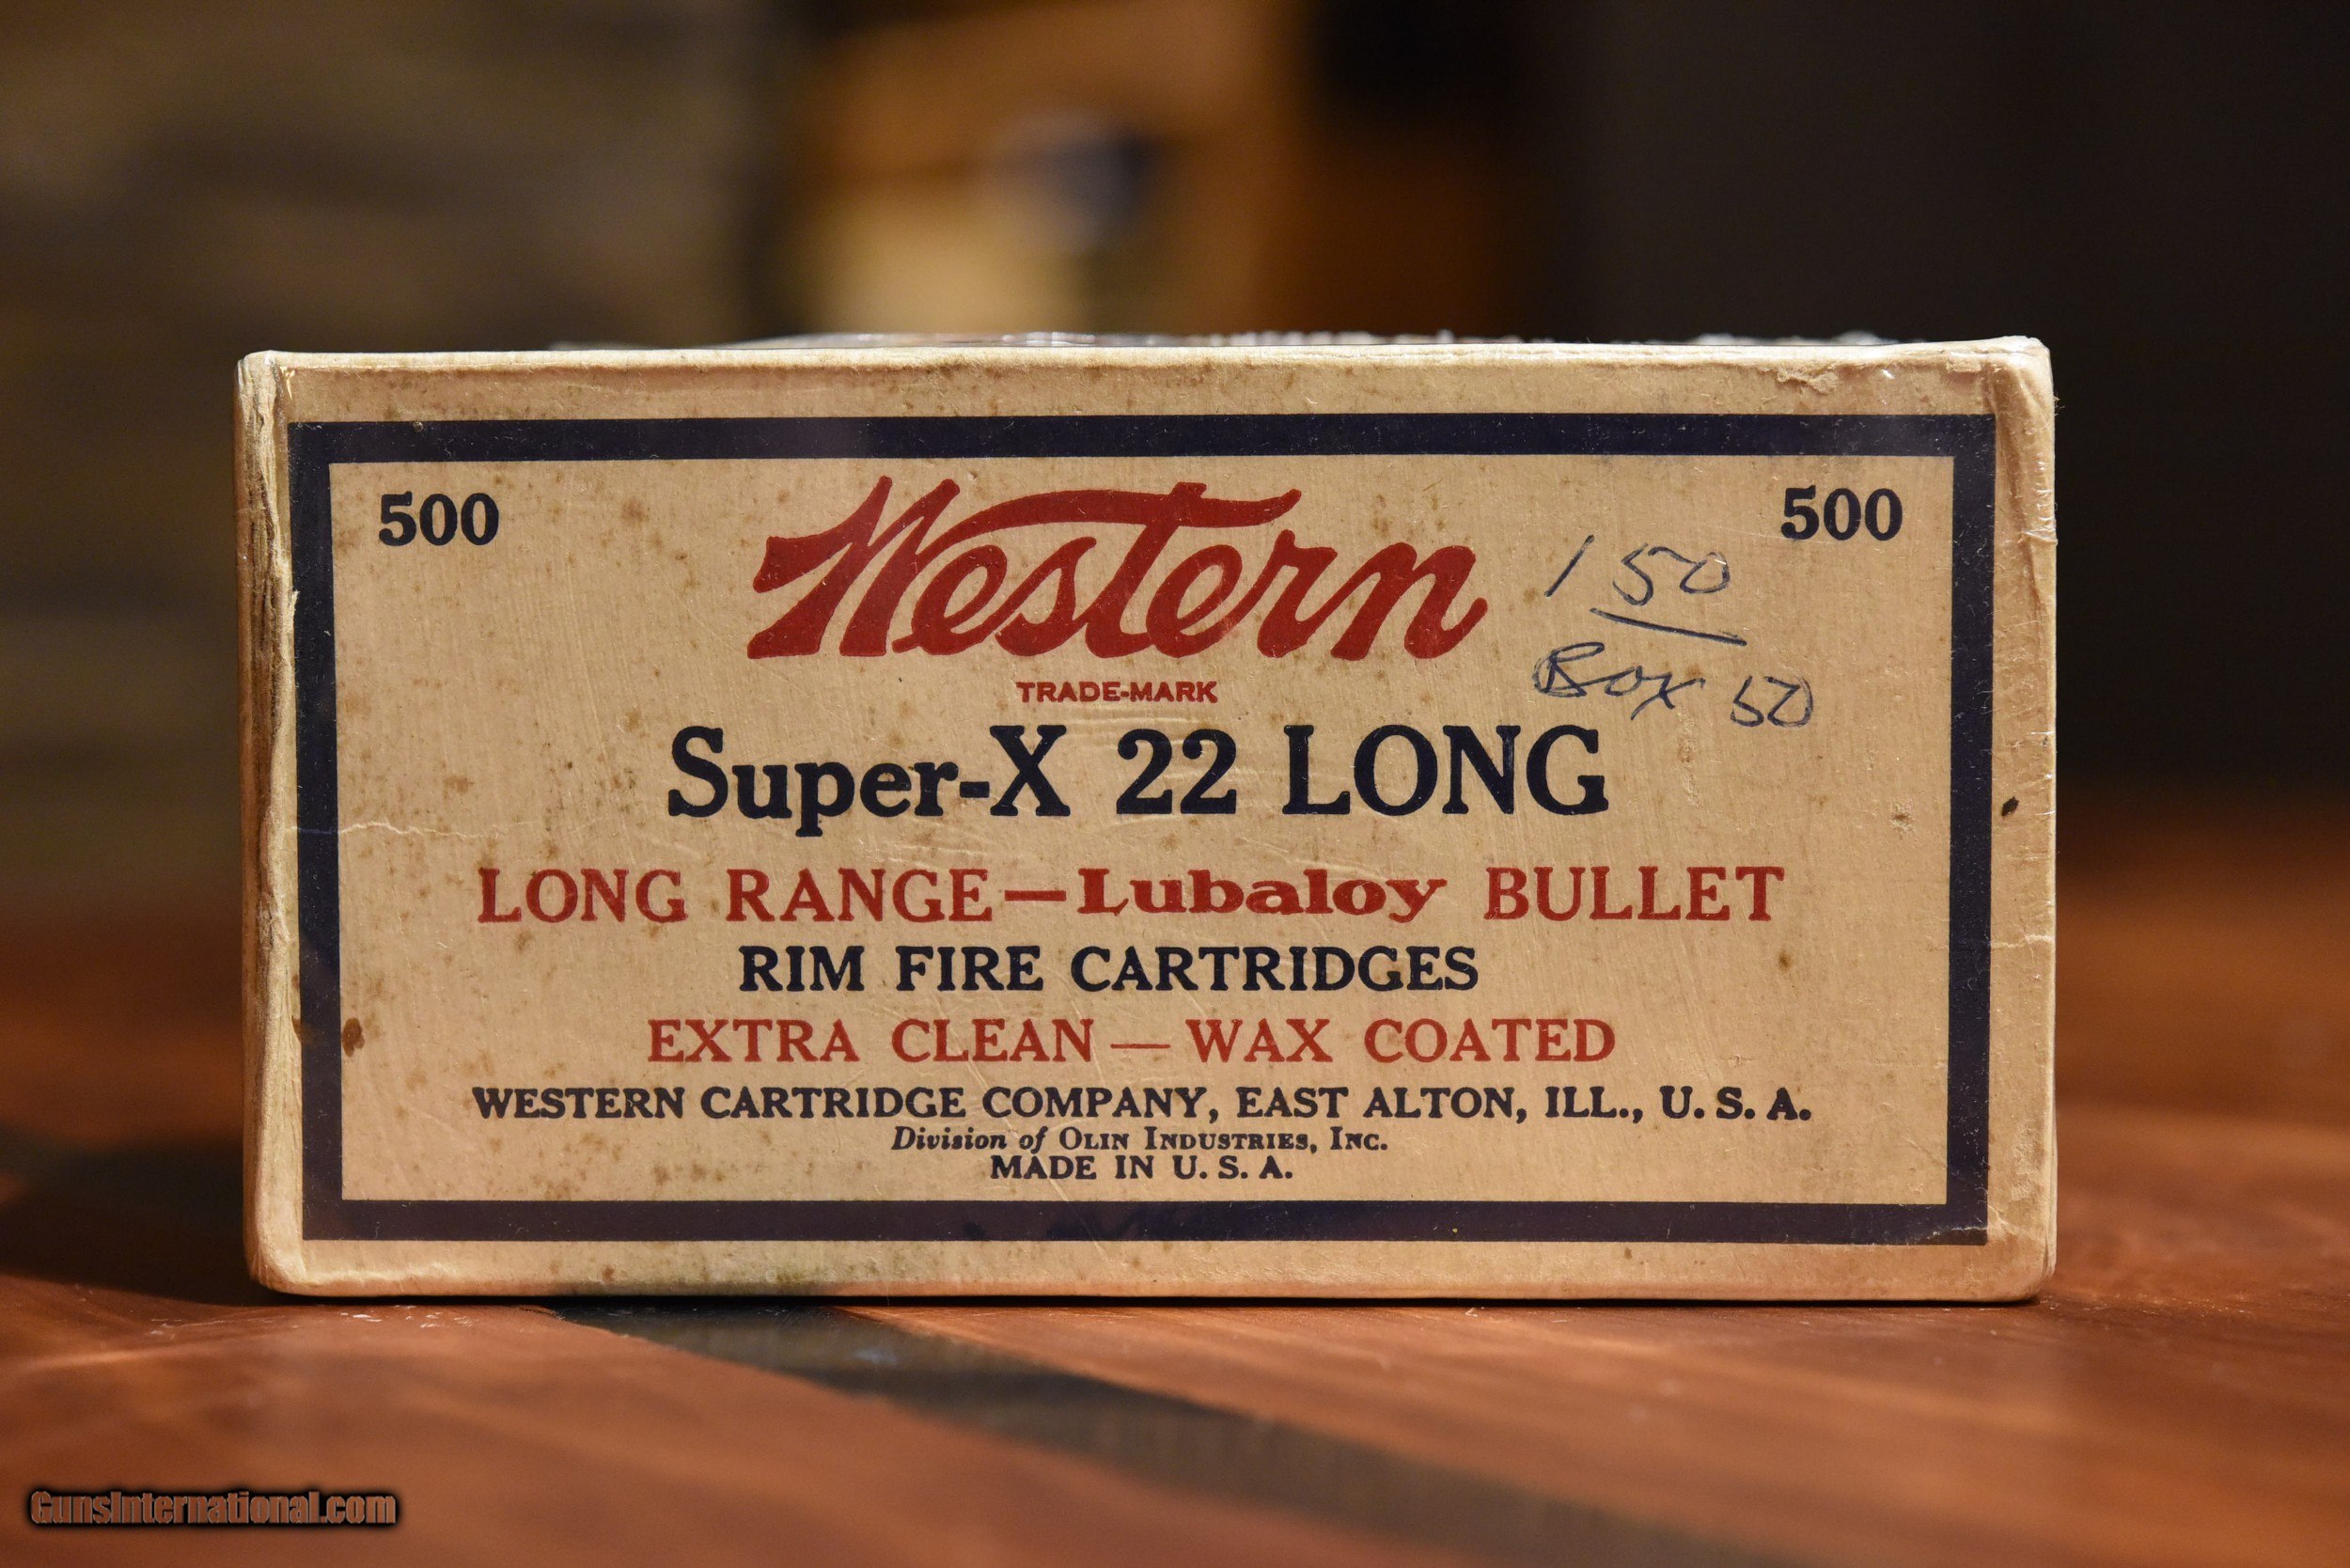 500
Western
500
1 50
Box 50
TRADE-MARK
Super-X 22 LONG
LONG RANGE—Lubaloy BULLET
RIM FIRE CARTRIDGES
EXTRA CLEAN — WAX COATED
WESTERN CARTRIDGE COMPANY, EAST ALTON, ILL., U. S. A.
Division of OLIN INDUSTRIES, INC.
MADE IN U. S. A.
GunsInternational.com